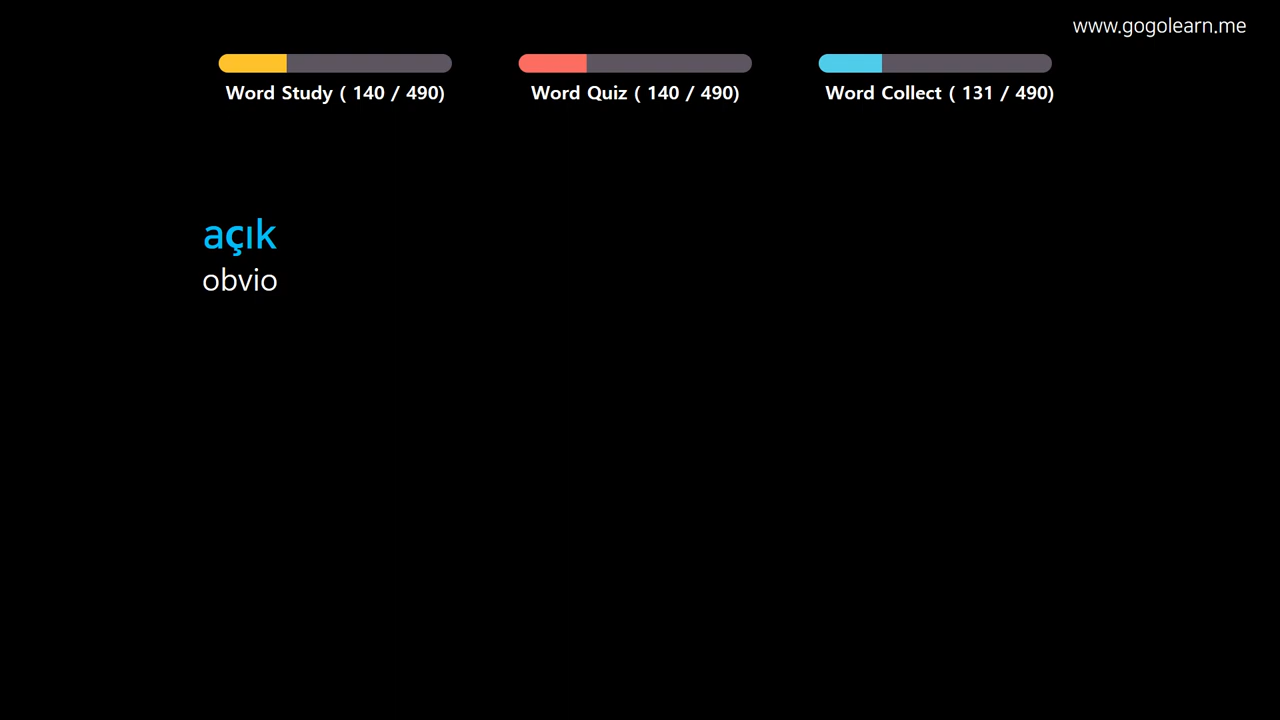 www.gogolearn.me
Word Study ( 140 / 490)
Word Quiz ( 140 / 490)
Word Collect ( 131 / 490)
açık
obvio